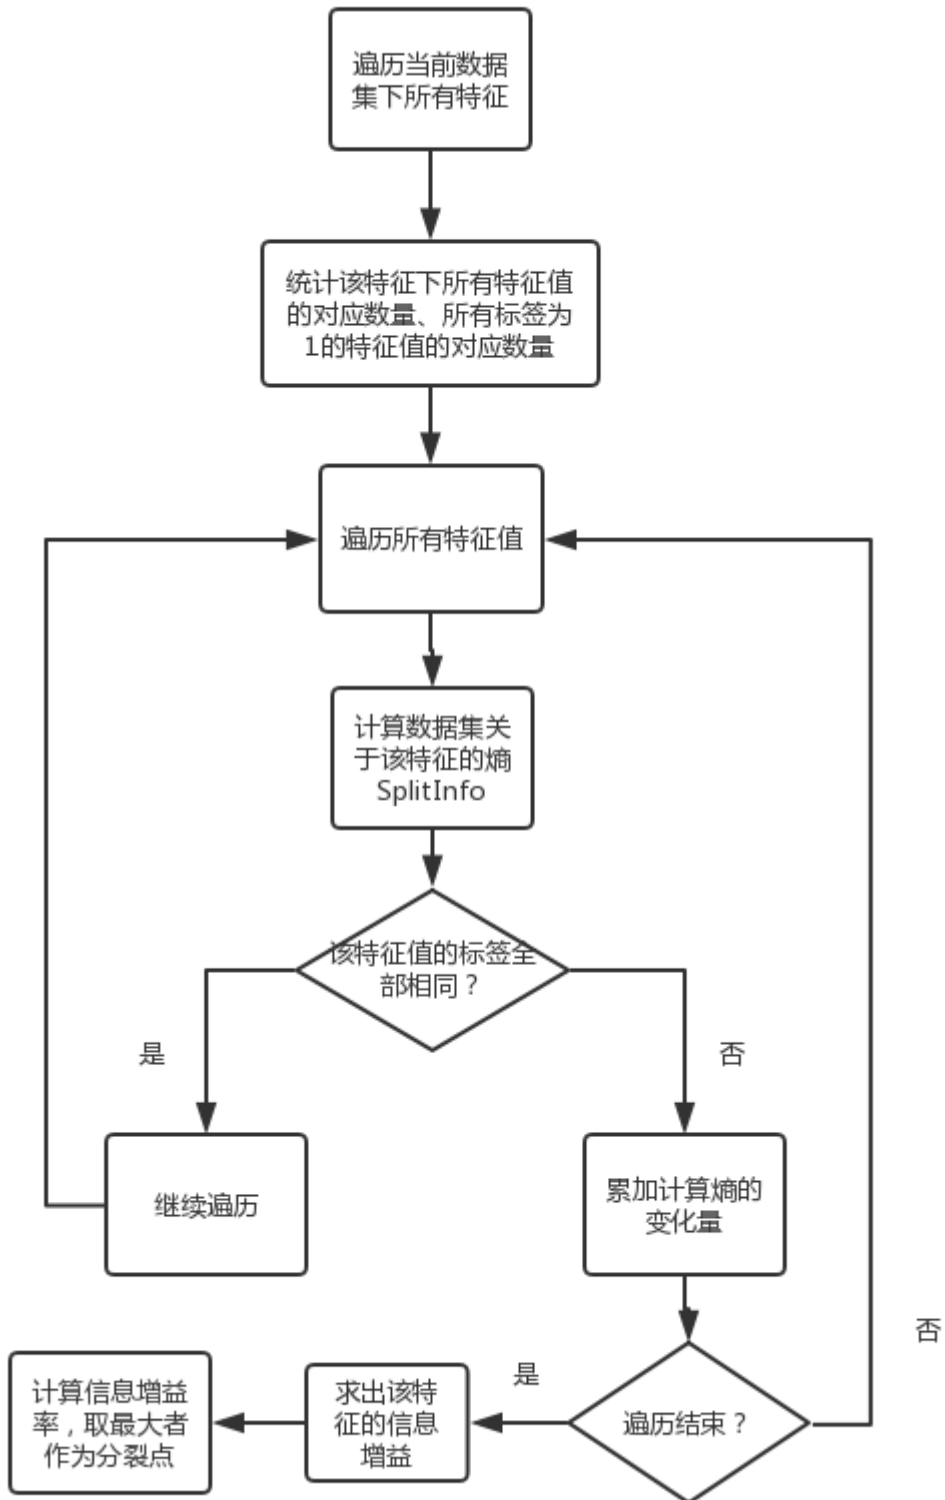 遍历当前数据
集下所有特征
统计该特征下所有特征值
的对应数量、所有标签为
1的特征值的对应数量
遍历所有特征值
计算数据集关
于该特征的熵
SplitInfo
该特征值的标签全
部相同？
是
否
继续遍历
累加计算熵的
变化量
否
是
遍历结束？
求出该特
征的信息
增益
计算信息增益
率，取最大者
作为分裂点